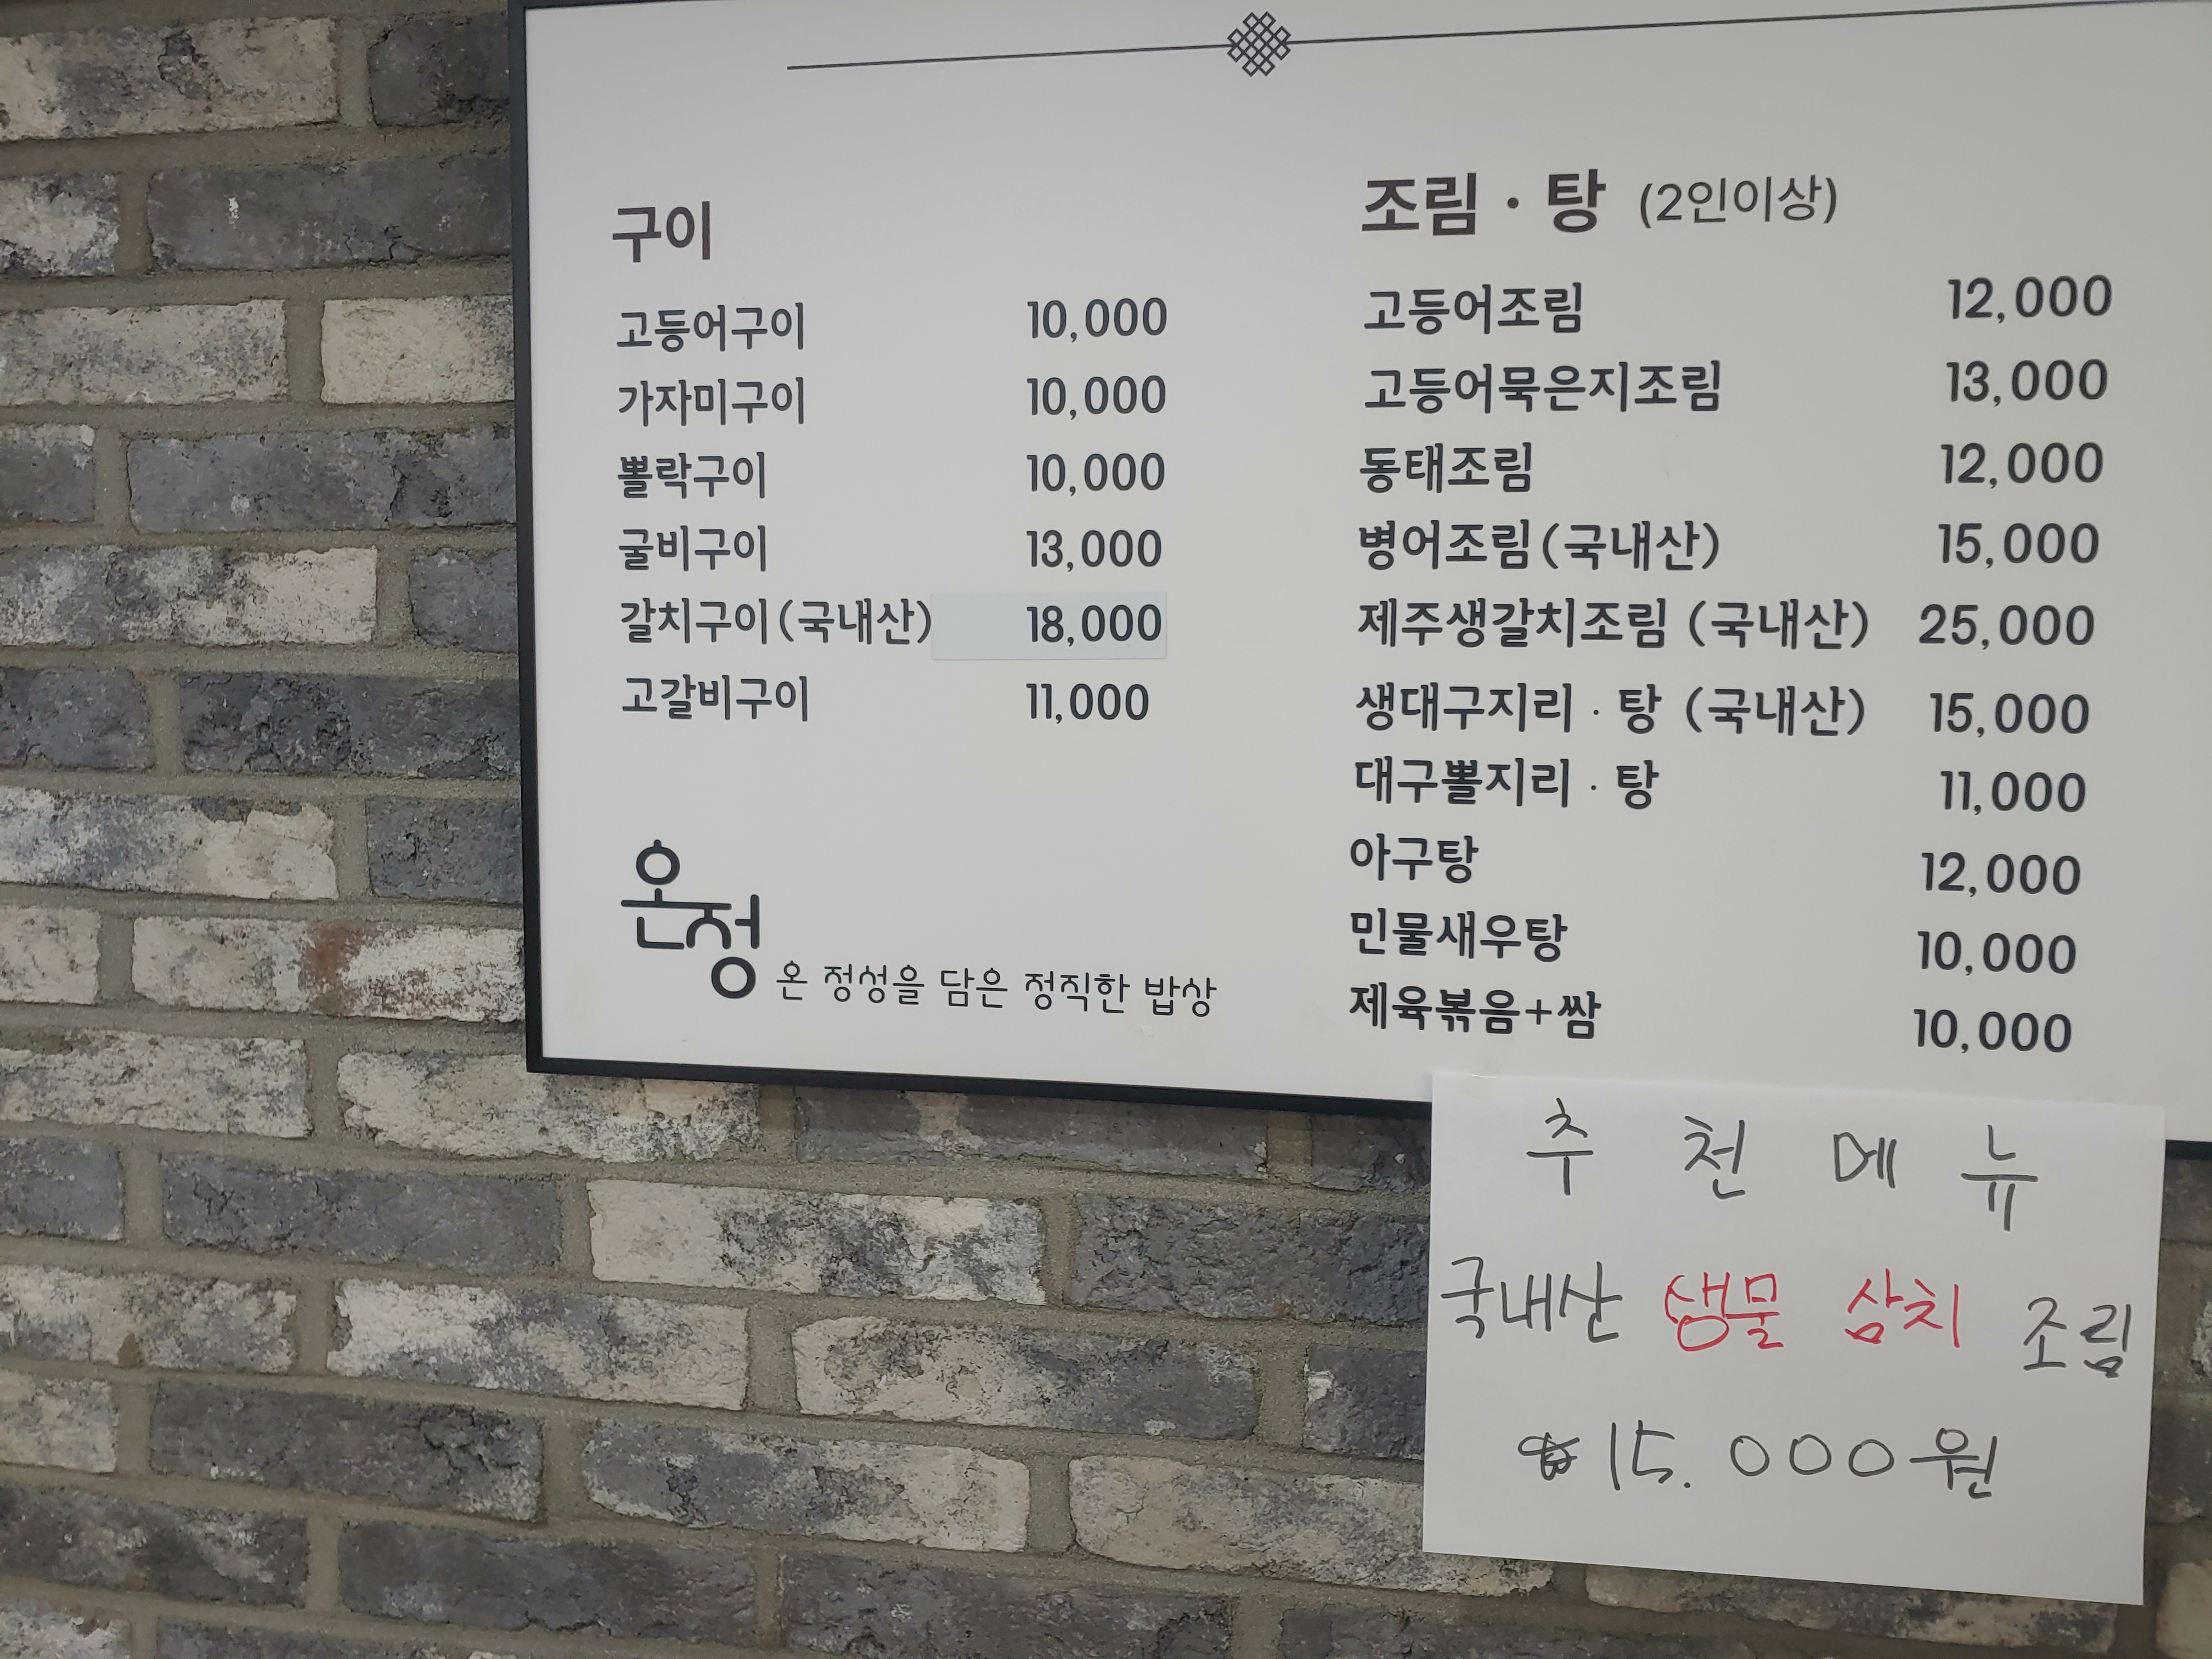 구이
고등어구이 10,000
가자미구이 10,000
뽈락구이 10,000
굴비구이 13,000
갈치구이(국내산) 18,000
고갈비구이 11,000
온정
온 정성을 담은 정직한 밥상
조림 · 탕 (2인이상)
고등어조림 12,000
고등어묵은지조림 13,000
동태조림 12,000
병어조림(국내산) 15,000
제주생갈치조림 (국내산) 25,000
생대구지리 · 탕 (국내산) 15,000
대구뽈지리 · 탕 11,000
아구탕 12,000
민물새우탕 10,000
제육볶음+쌈 10,000
추천메뉴
국내산 생물 삼치 조림
₩15.000원